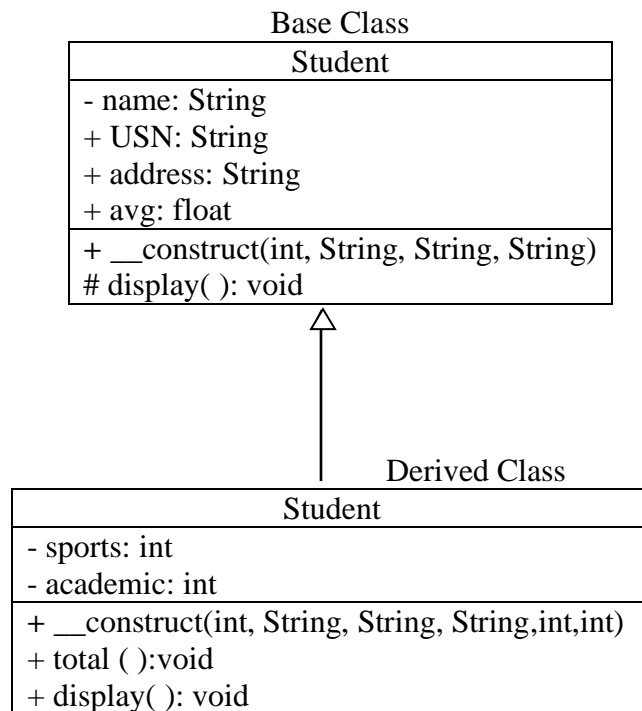 Base Class
Student
- name: String
+ USN: String
+ address: String
+ avg: float
+ __construct(int, String, String, String)
# display( ): void
Derived Class
Student
- sports: int
- academic: int
+ __construct(int, String, String, String,int,int)
+ total ( ):void
+ display( ): void